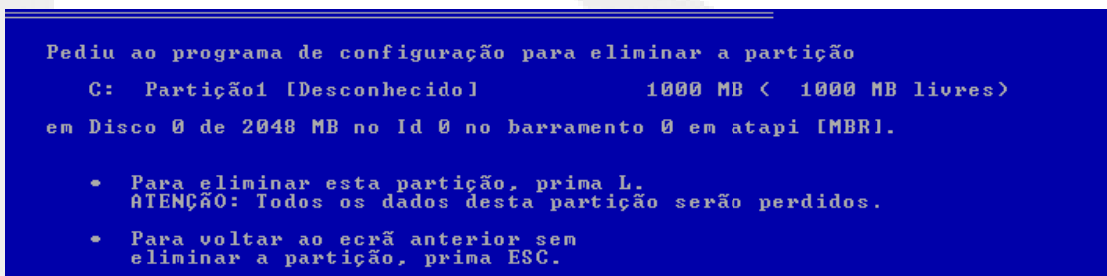 Pediu ao programa de configuração para eliminar a partição
C: Partição1 [Desconhecido] 1000 MB ( 1000 MB livres)
em Disco 0 de 2048 MB no Id 0 no barramento 0 em atapi [MBR].
• Para eliminar esta partição, prima L.
ATENÇÃO: Todos os dados desta partição serão perdidos.
• Para voltar ao ecrã anterior sem
eliminar a partição, prima ESC.